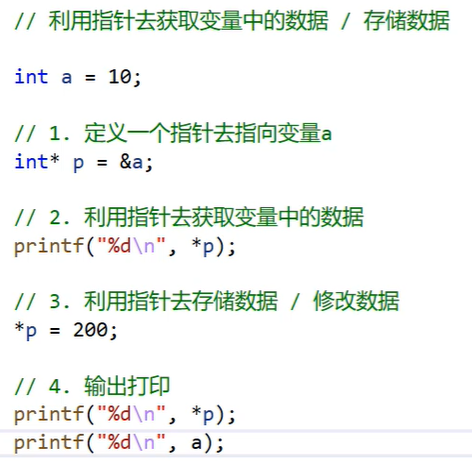 // 利用指针去获取变量中的数据 / 存储数据
int a = 10;
// 1. 定义一个指针去指向变量a
int* p = &a;
// 2. 利用指针去获取变量中的数据
printf("%d\n", *p);
// 3. 利用指针去存储数据 / 修改数据
*p = 200;
// 4. 输出打印
printf("%d\n", *p);
printf("%d\n", a);